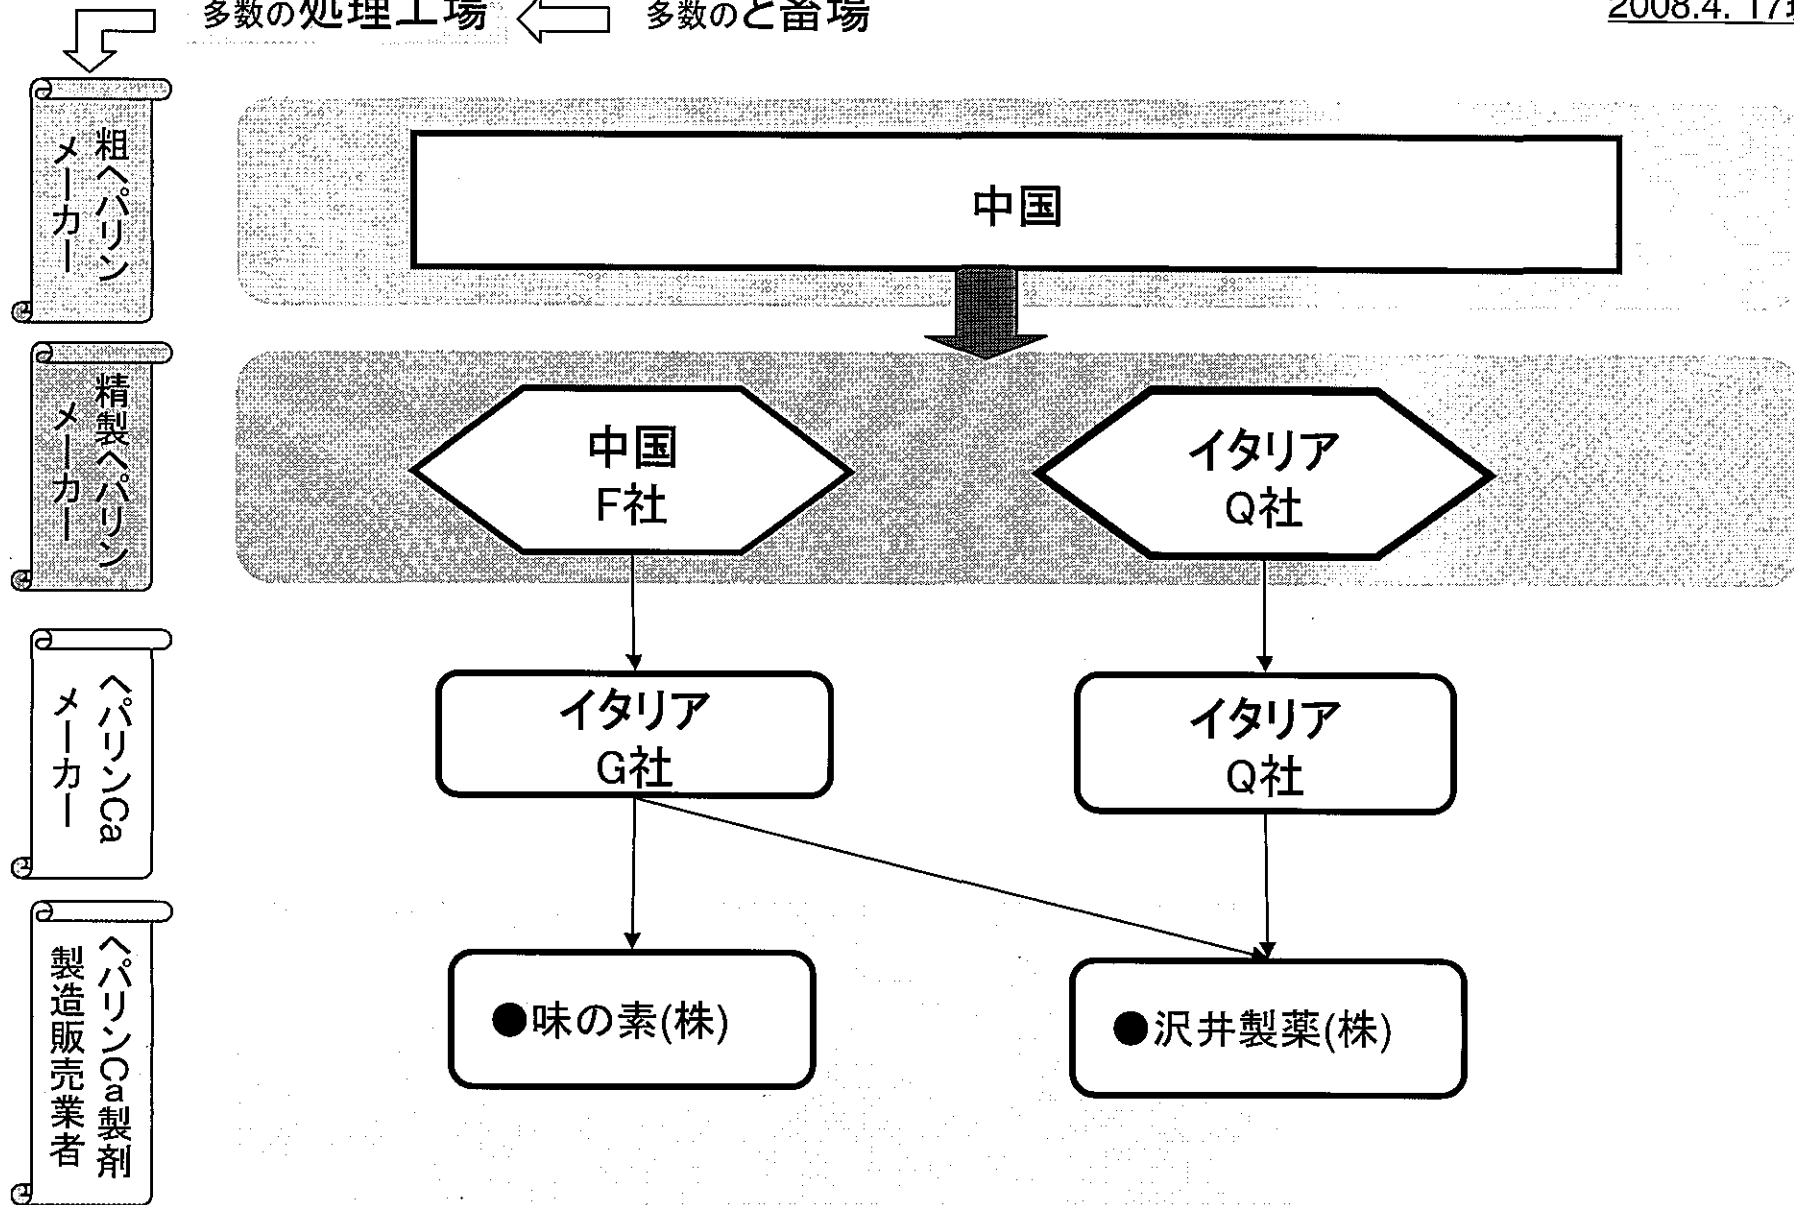 多数の処理工場
多数のと畜場
2008.4. 17現
粗ヘパリン
メーカー
中国
精製ヘパリン
メーカー
中国
F社
イタリア
Q社
ヘパリンCa
メーカー
イタリア
G社
イタリア
Q社
ヘパリンCa製剤
製造販売業者
●味の素(株)
●沢井製薬(株)